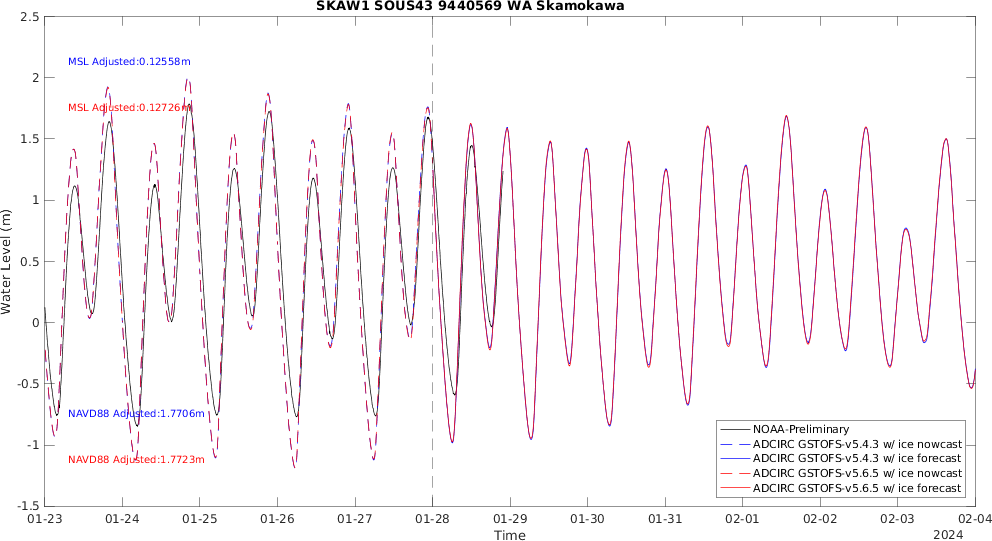 SKAW1 SOUS43 9440569 WA Skamokawa
2.5
2
1.5
1
0.5
0
-0.5
-1
-1.5
Water Level (m)
MSL Adjusted:0.12558m
MSL Adjusted:0.12726m
NAVD88 Adjusted:1.7706m
NAVD88 Adjusted:1.7723m
NOAA-Preliminary
ADCIRC GSTOFS-v5.4.3 w/ ice nowcast
ADCIRC GSTOFS-v5.4.3 w/ ice forecast
ADCIRC GSTOFS-v5.6.5 w/ ice nowcast
ADCIRC GSTOFS-v5.6.5 w/ ice forecast
01-23 01-24 01-25 01-26 01-27 01-28 01-29 01-30 01-31 02-01 02-02 02-03 02-04
Time
2024